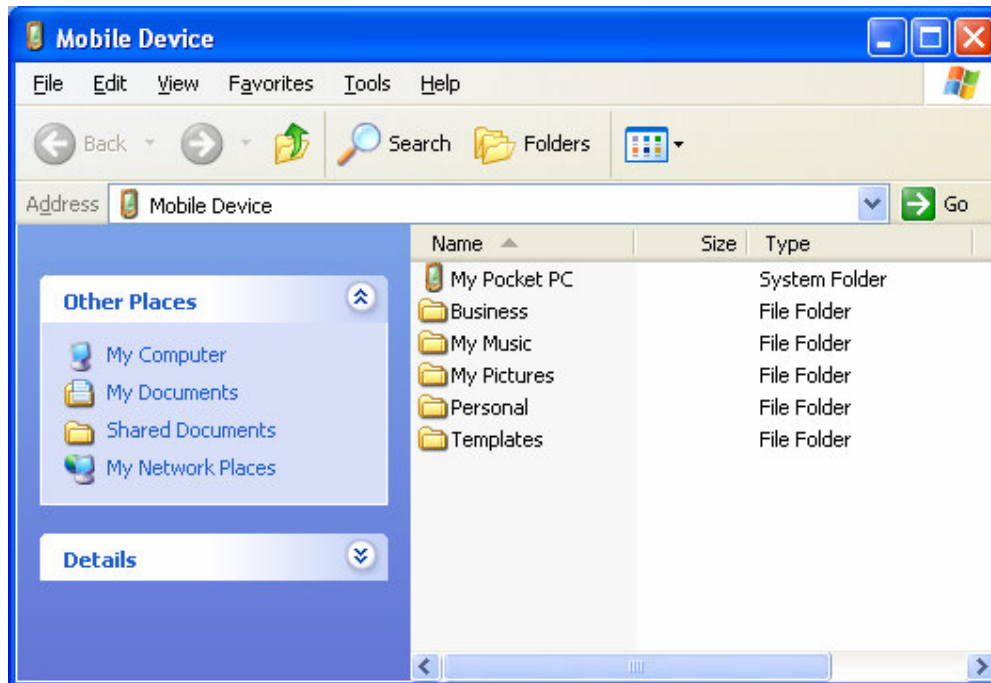 Mobile Device
File Edit View Favorites Tools Help
Back Search Folders
Address Mobile Device Go
Name Size Type
Other Places
My Computer
My Documents
Shared Documents
My Network Places
Details
My Pocket PC System Folder
Business File Folder
My Music File Folder
My Pictures File Folder
Personal File Folder
Templates File Folder